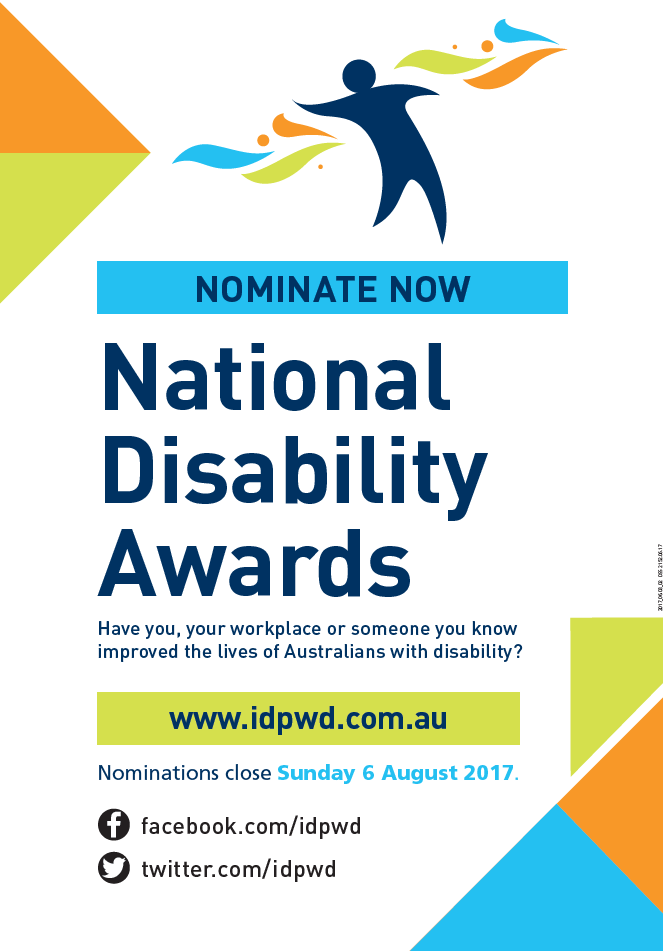 NOMINATE NOW
National
Disability
Awards
Have you, your workplace or someone you know
improved the lives of Australians with disability?
www.idpwd.com.au
Nominations close Sunday 6 August 2017.
facebook.com/idpwd
twitter.com/idpwd